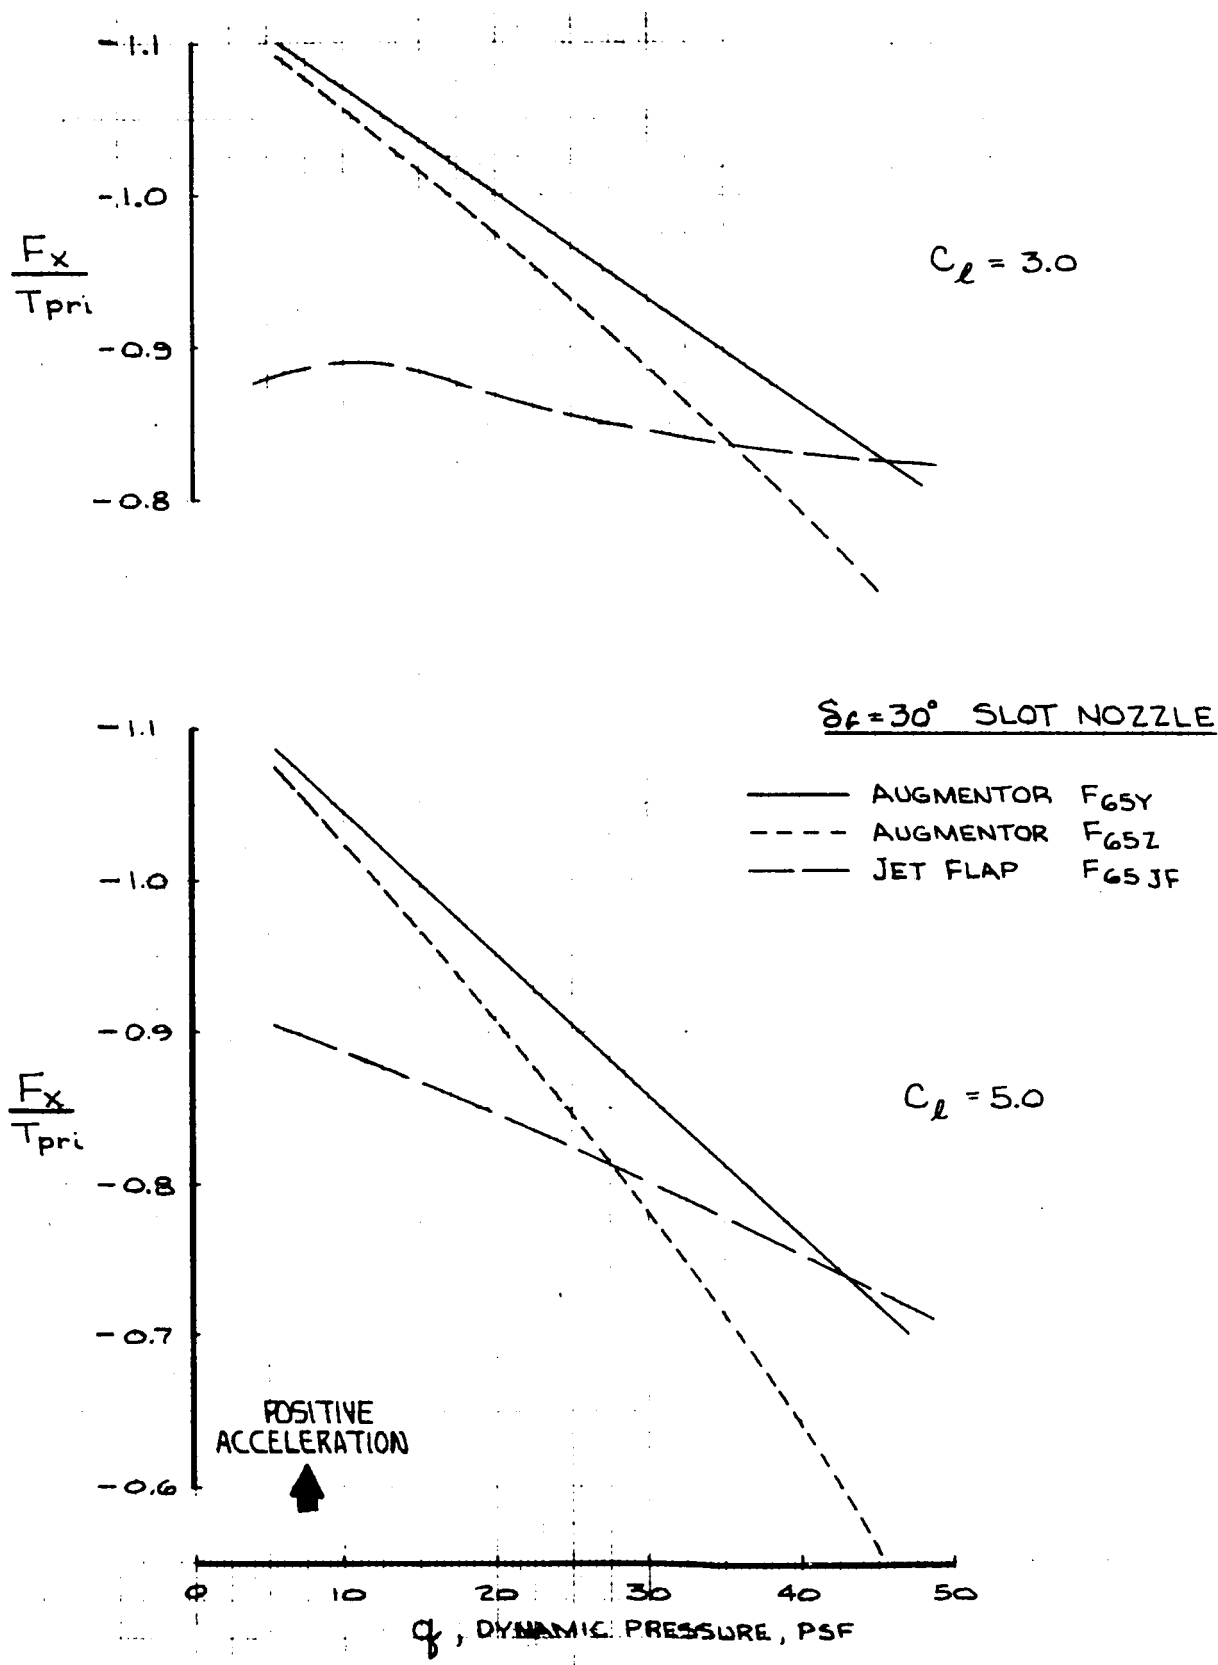 -1.1
-1.0
-0.9
-0.8
Fx
Tpri
Cℓ = 3.0
δf = 30° SLOT NOZZLE
AUGMENTOR F65Y
AUGMENTOR F65Z
JET FLAP F65JF
-1.1
-1.0
-0.9
-0.8
-0.7
-0.6
Fx
Tpri
Cℓ = 5.0
POSITIVE
ACCELERATION
0 10 20 30 40 50
q, DYNAMIC PRESSURE, PSF